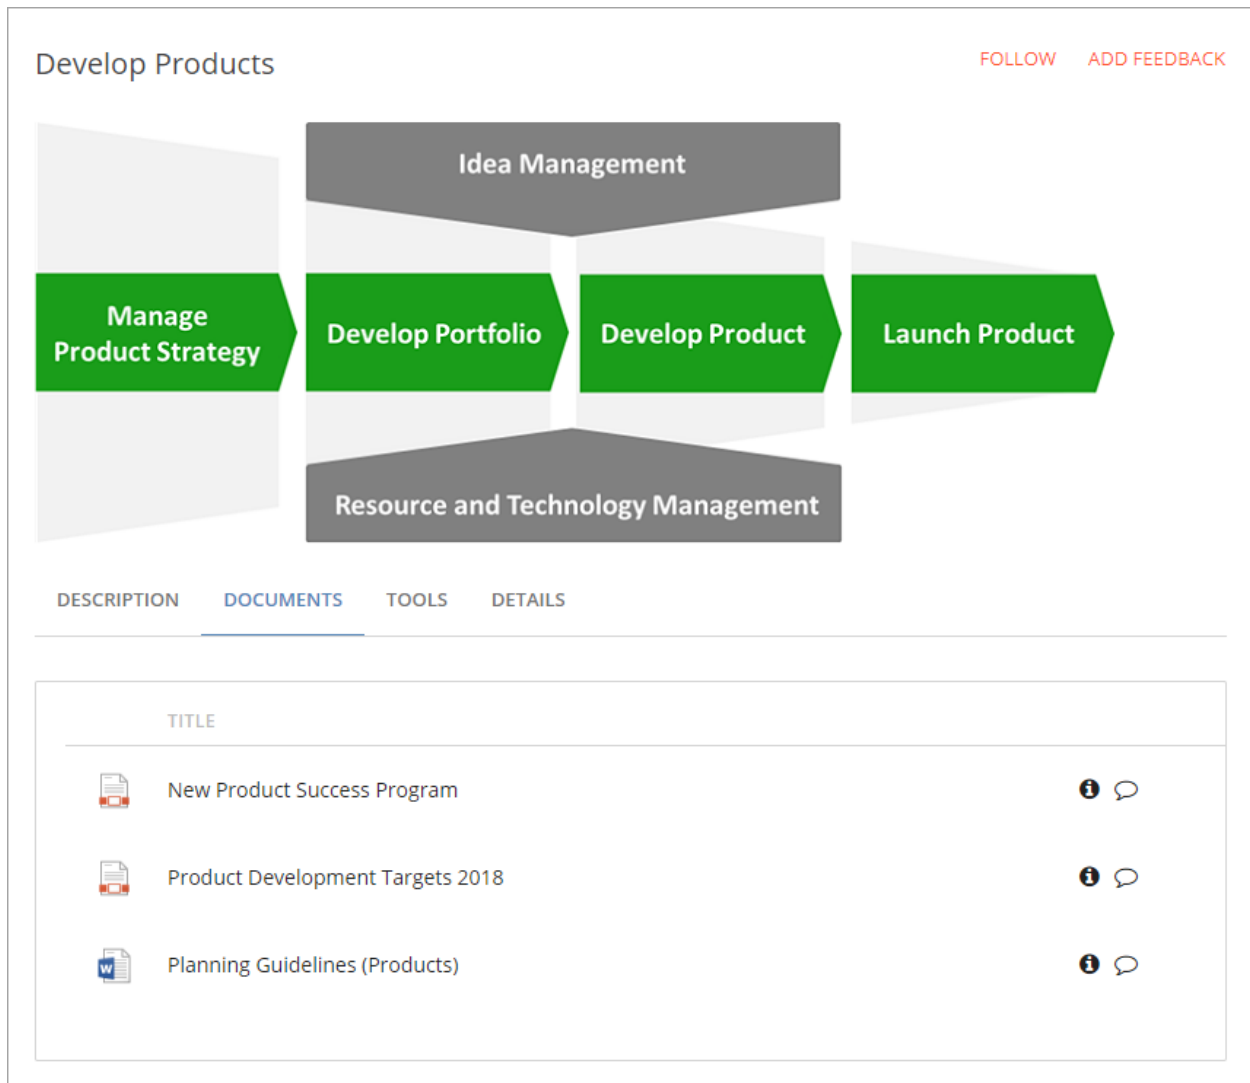 Develop Products
FOLLOW ADD FEEDBACK
Idea Management
Manage
Product Strategy
Develop Portfolio
Develop Product
Launch Product
Resource and Technology Management
DESCRIPTION DOCUMENTS TOOLS DETAILS
TITLE
New Product Success Program
Product Development Targets 2018
W Planning Guidelines (Products)